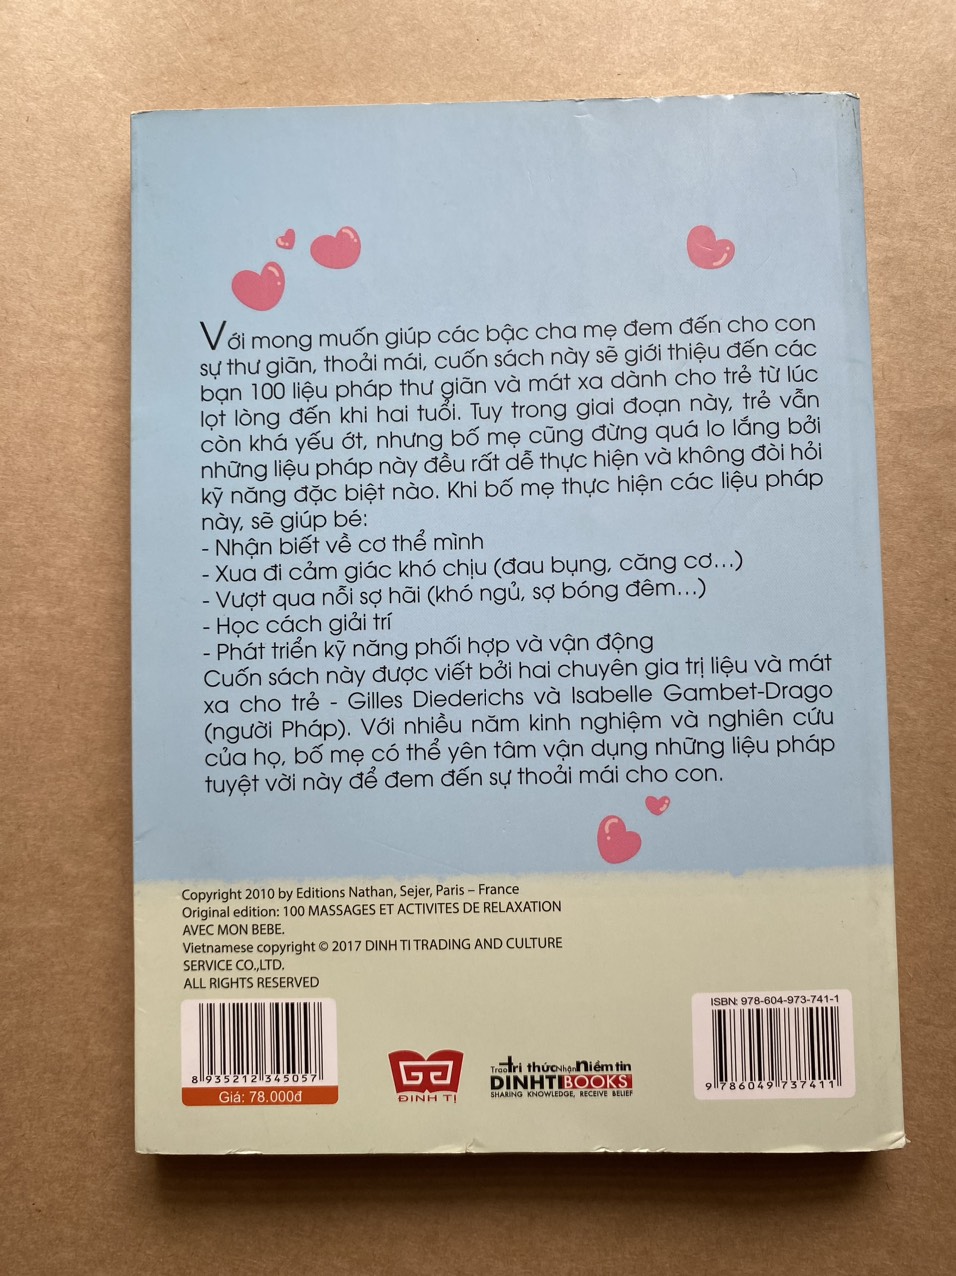 Với mong muốn giúp các bậc cha mẹ đem đến cho con
sự thư giãn, thoải mái, cuốn sách này sẽ giới thiệu đến các
bạn 100 liệu pháp thư giãn và mát xa dành cho trẻ từ lúc
lọt lòng đến khi hai tuổi. Tuy trong giai đoạn này, trẻ vẫn
còn khá yếu ớt, nhưng bố mẹ cũng đừng quá lo lắng bởi
những liệu pháp này đều rất dễ thực hiện và không đòi hỏi
kỹ năng đặc biệt nào. Khi bố mẹ thực hiện các liệu pháp
này, sẽ giúp bé:
- Nhận biết về cơ thể mình
- Xua đi cảm giác khó chịu (đau bụng, căng cơ...)
- Vượt qua nỗi sợ hãi (khó ngủ, sợ bóng đêm...)
- Học cách giải trí
- Phát triển kỹ năng phối hợp và vận động
Cuốn sách này được viết bởi hai chuyên gia trị liệu và mát
xa cho trẻ - Gilles Diederichs và Isabelle Gambet-Drago
(người Pháp). Với nhiều năm kinh nghiệm và nghiên cứu
của họ, bố mẹ có thể yên tâm vận dụng những liệu pháp
tuyệt vời này để đem đến sự thoải mái cho con.
Copyright 2010 by Editions Nathan, Sejer, Paris – France
Original edition: 100 MASSAGES ET ACTIVITES DE RELAXATION
AVEC MON BEBE.
Vietnamese copyright © 2017 DINH TI TRADING AND CULTURE
SERVICE CO.,LTD.
ALL RIGHTS RESERVED
8 935212 345057
Giá: 78.000đ
ĐINH TỊ
Trao tri thức Nhận niềm tin
DINHTIBOOKS
SHARING KNOWLEDGE, RECEIVE BELIEF
ISBN: 978-604-973-741-1
9 786049 737411